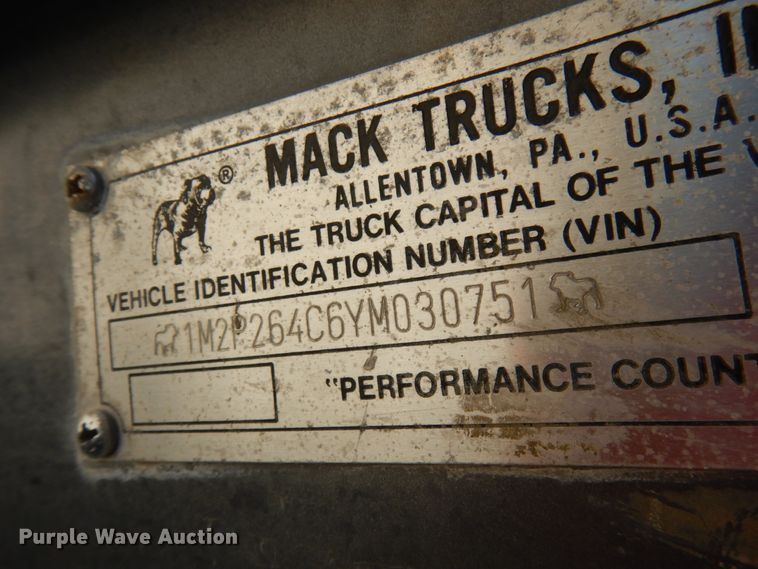 MACK TRUCKS,
ALLENTOWN, PA., U.S.A.
THE TRUCK CAPITAL OF THE
VEHICLE IDENTIFICATION NUMBER (VIN)
1M2P264C6YM030751
"PERFORMANCE COUNT
®
Purple Wave Auction